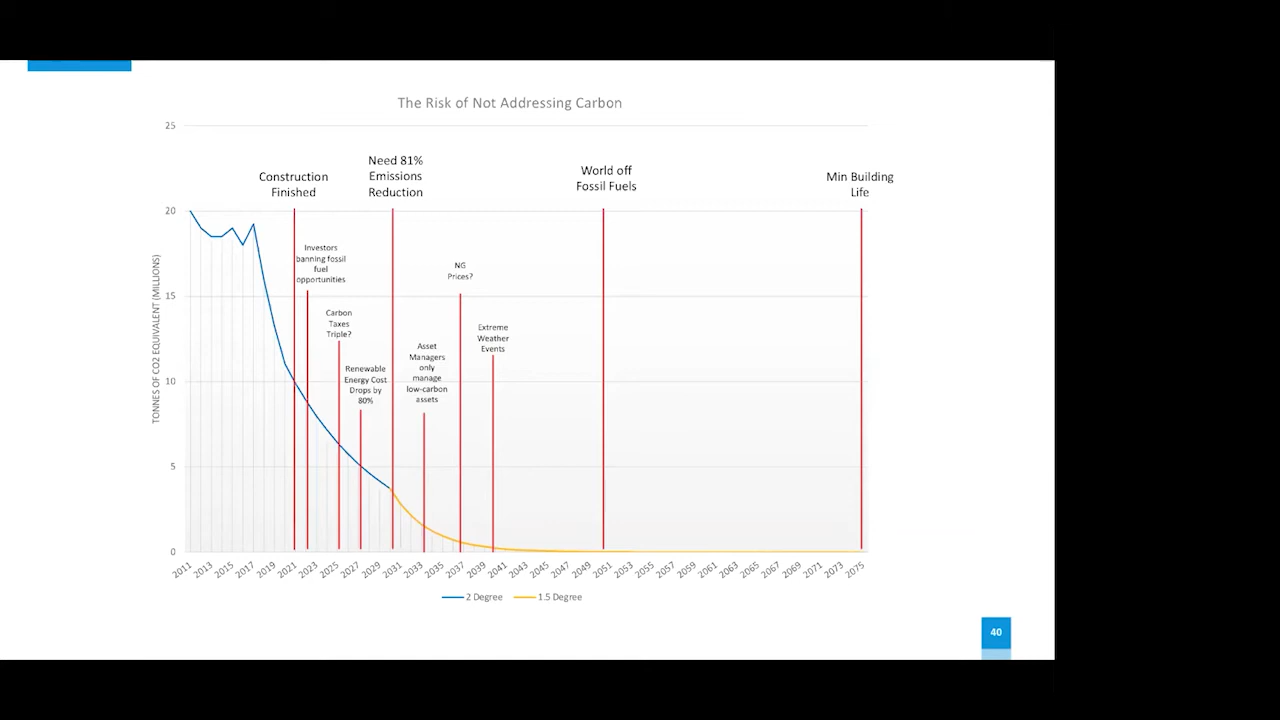 The Risk of Not Addressing Carbon
25
20
15
10
5
0
TONNES OF CO2 EQUIVALENT (MILLIONS)
Construction
Finished
Need 81%
Emissions
Reduction
World off
Fossil Fuels
Min Building
Life
Investors
banning fossil
fuel
opportunities
Carbon
Taxes
Triple?
Renewable
Energy Cost
Drops by
80%
Asset
Managers
only
manage
low-carbon
assets
NG
Prices?
Extreme
Weather
Events
2011 2013 2015 2017 2019 2021 2023 2025 2027 2029 2031 2033 2035 2037 2039 2041 2043 2045 2047 2049 2051 2053 2055 2057 2059 2061 2063 2065 2067 2069 2071 2073 2075
2 Degree 1.5 Degree
40